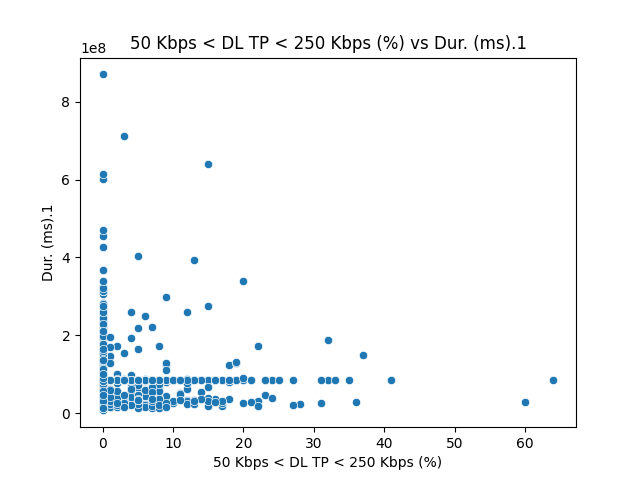 50 Kbps < DL TP < 250 Kbps (%) vs Dur. (ms).1
1e8
8
6
4
2
0
Dur. (ms).1
0 10 20 30 40 50 60
50 Kbps < DL TP < 250 Kbps (%)